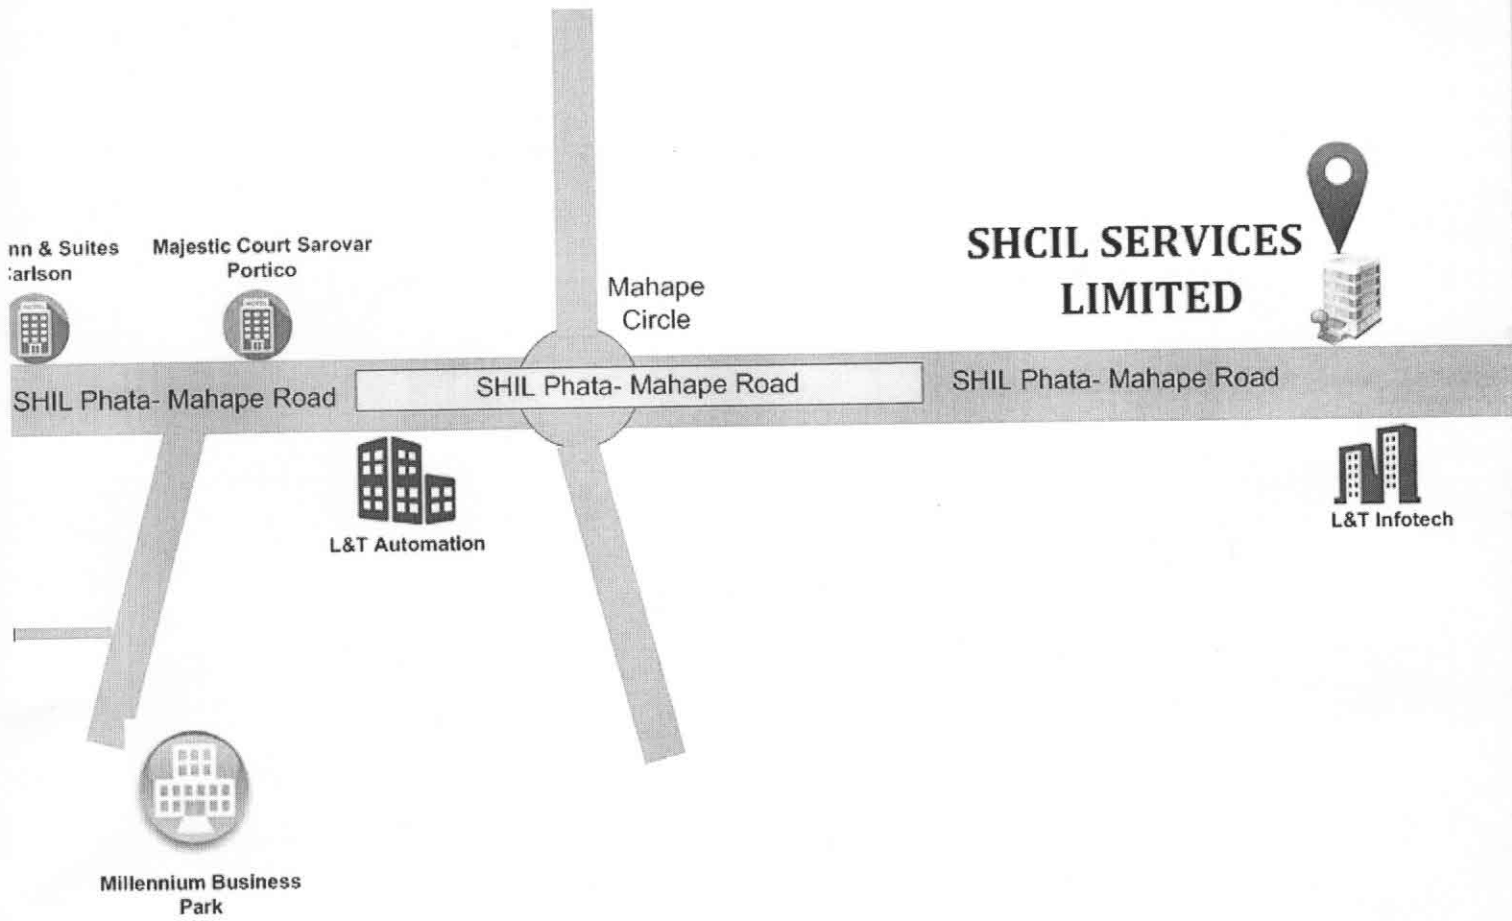 nn & Suites
arlson
Majestic Court Sarovar
Portico
Mahape
Circle
SHCIL SERVICES
LIMITED
SHIL Phata- Mahape Road
SHIL Phata- Mahape Road
SHIL Phata- Mahape Road
L&T Automation
L&T Infotech
Millennium Business
Park